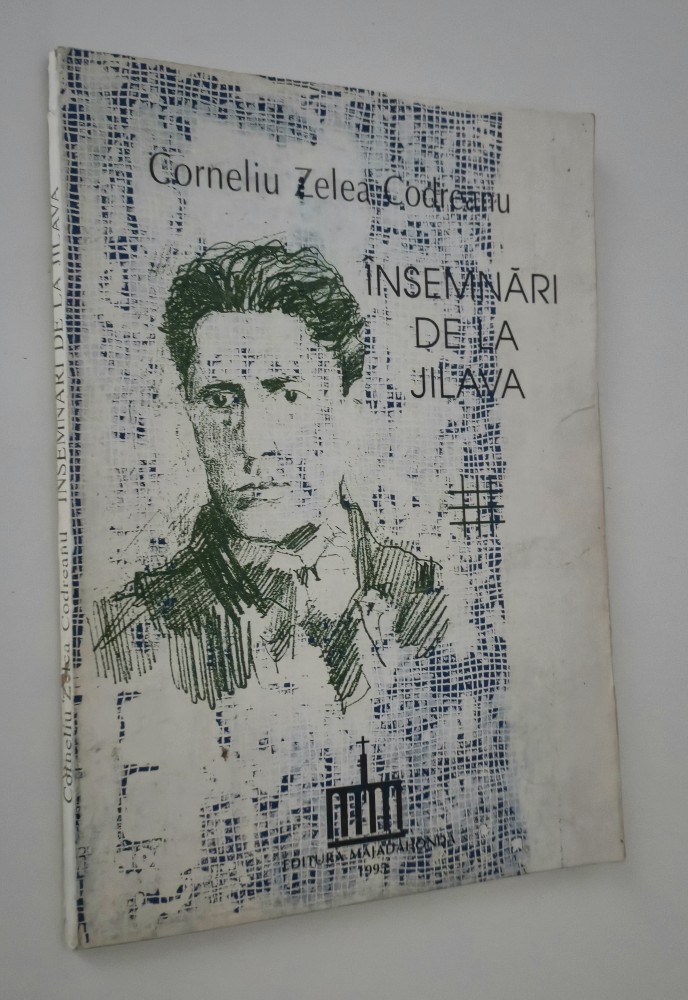 Corneliu Zelea Codreanu
ÎNSEMNĂRI
DE LA
JILAVA
EDITURA MAJADAHONDA
Corneliu Zelea Codreanu ÎNSEMNĂRI DE LA JILAVA